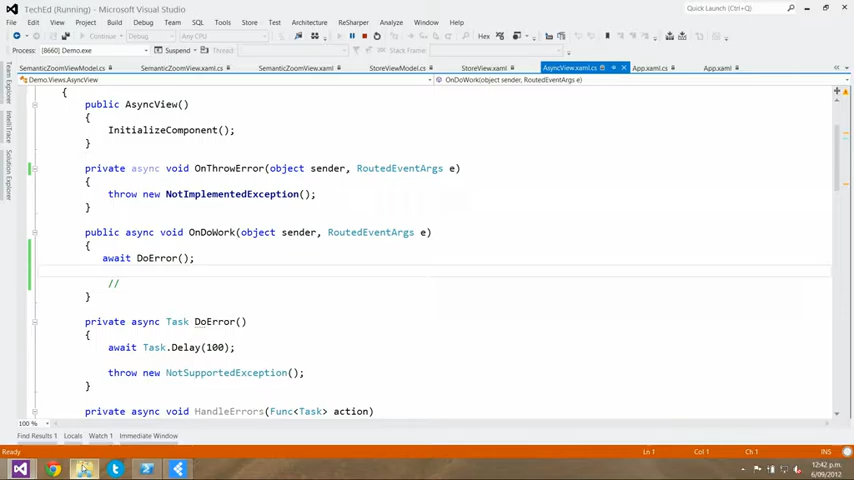 TechEd (Running) - Microsoft Visual Studio
Quick Launch (Ctrl+Q)
File Edit View Project Build Debug Team SQL Tools Store Test Architecture ReSharper Analyze Window Help
Continue Debug Any CPU Hex
Process: [8660] Demo.exe Suspend Thread: Stack Frame:
SemanticZoomViewModel.cs SemanticZoomView.xaml.cs SemanticZoomView.xaml StoreViewModel.cs StoreView.xaml AsyncView.xaml.cs App.xaml.cs App.xaml
Demo.Views.AsyncView OnDoWork(object sender, RoutedEventArgs e)
Team Explorer
IntelliTrace
Solution Explorer
{
public AsyncView()
{
InitializeComponent();
}
private async void OnThrowError(object sender, RoutedEventArgs e)
{
throw new NotImplementedException();
}
public async void OnDoWork(object sender, RoutedEventArgs e)
{
await DoError();
//
}
private async Task DoError()
{
await Task.Delay(100);
throw new NotSupportedException();
}
private async void HandleErrors(Func<Task> action)
100 %
Find Results 1 Locals Watch 1 Immediate Window
Ready Ln 1 Col 1 Ch 1 INS
12:42 p.m.
6/09/2012